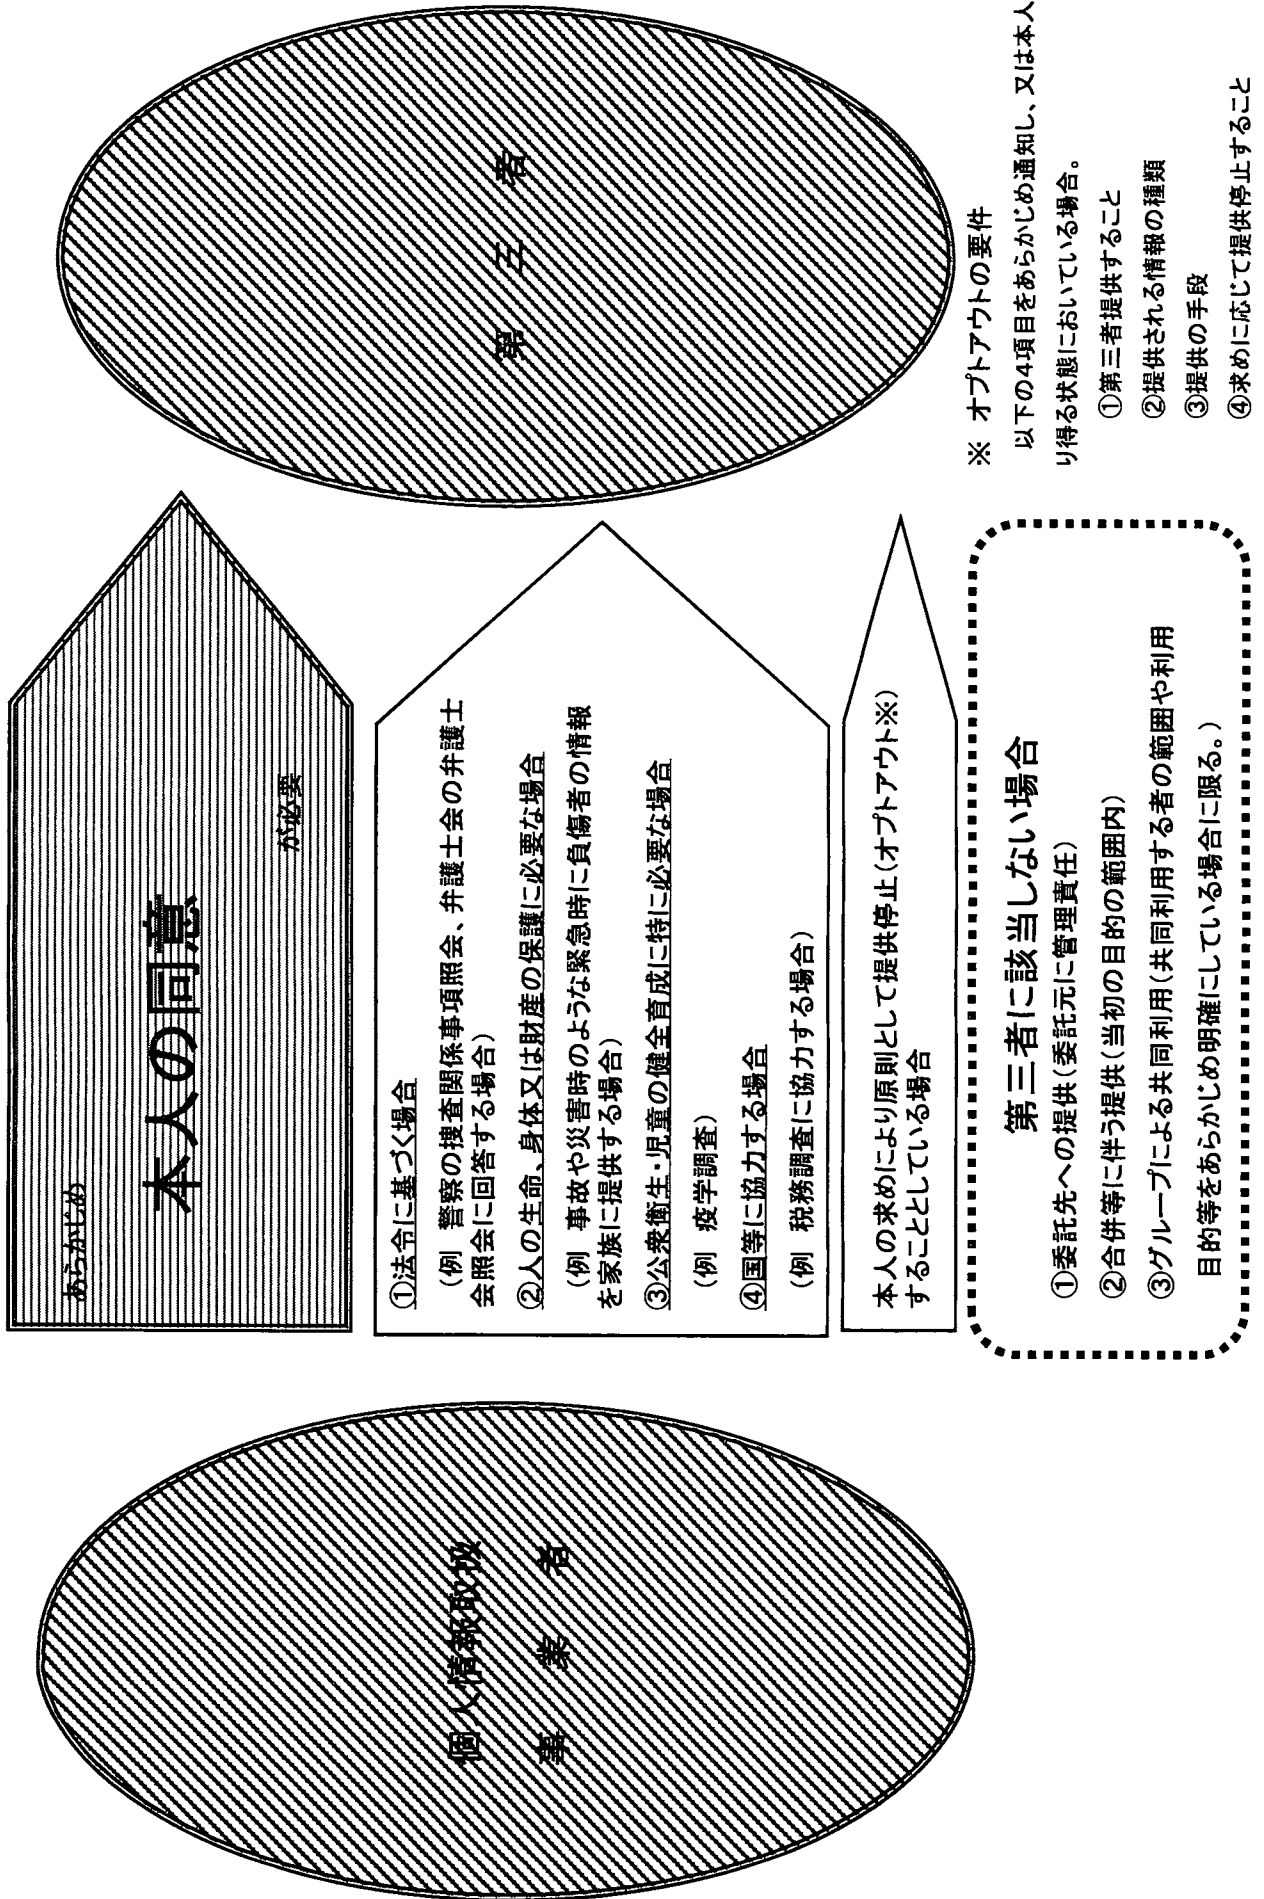 個人情報取扱
事業者
あらかじめ
本人の同意
が必要
①法令に基づく場合
(例 警察の捜査関係事項照会、弁護士会の弁護士
会照会に回答する場合)
②人の生命、身体又は財産の保護に必要な場合
(例 事故や災害時のような緊急時に負傷者の情報
を家族に提供する場合)
③公衆衛生・児童の健全育成に特に必要な場合
(例 疫学調査)
④国等に協力する場合
(例 税務調査に協力する場合)
本人の求めにより原則として提供停止(オプトアウト※)
することとしている場合
第三者に該当しない場合
①委託先への提供(委託元に管理責任)
②合併等に伴う提供(当初の目的の範囲内)
③グループによる共同利用(共同利用する者の範囲や利用
目的等をあらかじめ明確にしている場合に限る。)
第三者
※ オプトアウトの要件
以下の4項目をあらかじめ通知し、又は本人
り得る状態においている場合。
①第三者提供すること
②提供される情報の種類
③提供の手段
④求めに応じて提供停止すること